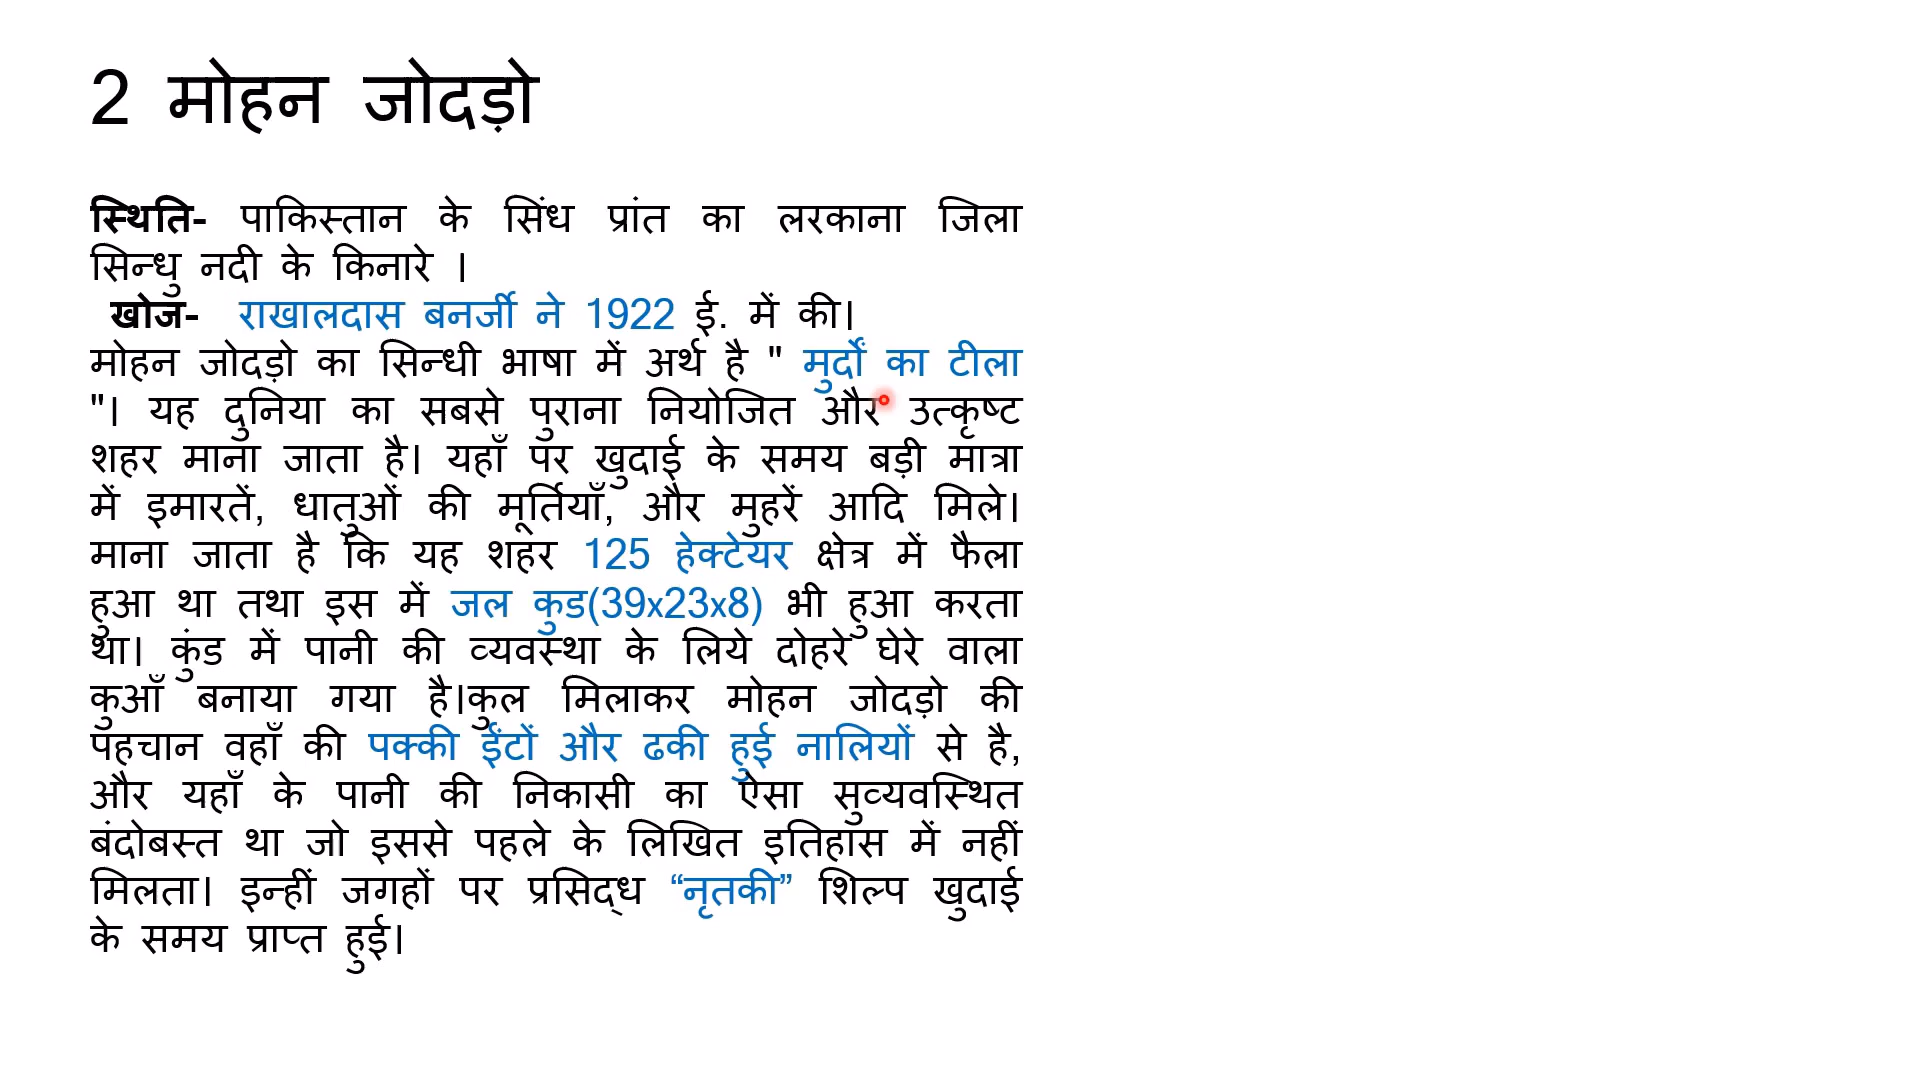 2 मोहन जोदड़ो
स्थिति- पाकिस्तान के सिंध प्रांत का लरकाना जिला
सिन्धु नदी के किनारे ।
खोज- राखालदास बनर्जी ने 1922 ई. में की।
मोहन जोदड़ो का सिन्धी भाषा में अर्थ है " मुर्दों का टीला
"। यह दुनिया का सबसे पुराना नियोजित और उत्कृष्ट
शहर माना जाता है। यहाँ पर खुदाई के समय बड़ी मात्रा
में इमारतें, धातुओं की मूर्तियाँ, और मुहरें आदि मिले।
माना जाता है कि यह शहर 125 हेक्टेयर क्षेत्र में फैला
हुआ था तथा इस में जल कुड(39x23x8) भी हुआ करता
था। कुंड में पानी की व्यवस्था के लिये दोहरे घेरे वाला
कुआँ बनाया गया है।कुल मिलाकर मोहन जोदड़ो की
पहचान वहाँ की पक्की ईंटों और ढकी हुई नालियों से है,
और यहाँ के पानी की निकासी का ऐसा सुव्यवस्थित
बंदोबस्त था जो इससे पहले के लिखित इतिहास में नहीं
मिलता। इन्हीं जगहों पर प्रसिद्ध “नृतकी” शिल्प खुदाई
के समय प्राप्त हुई।